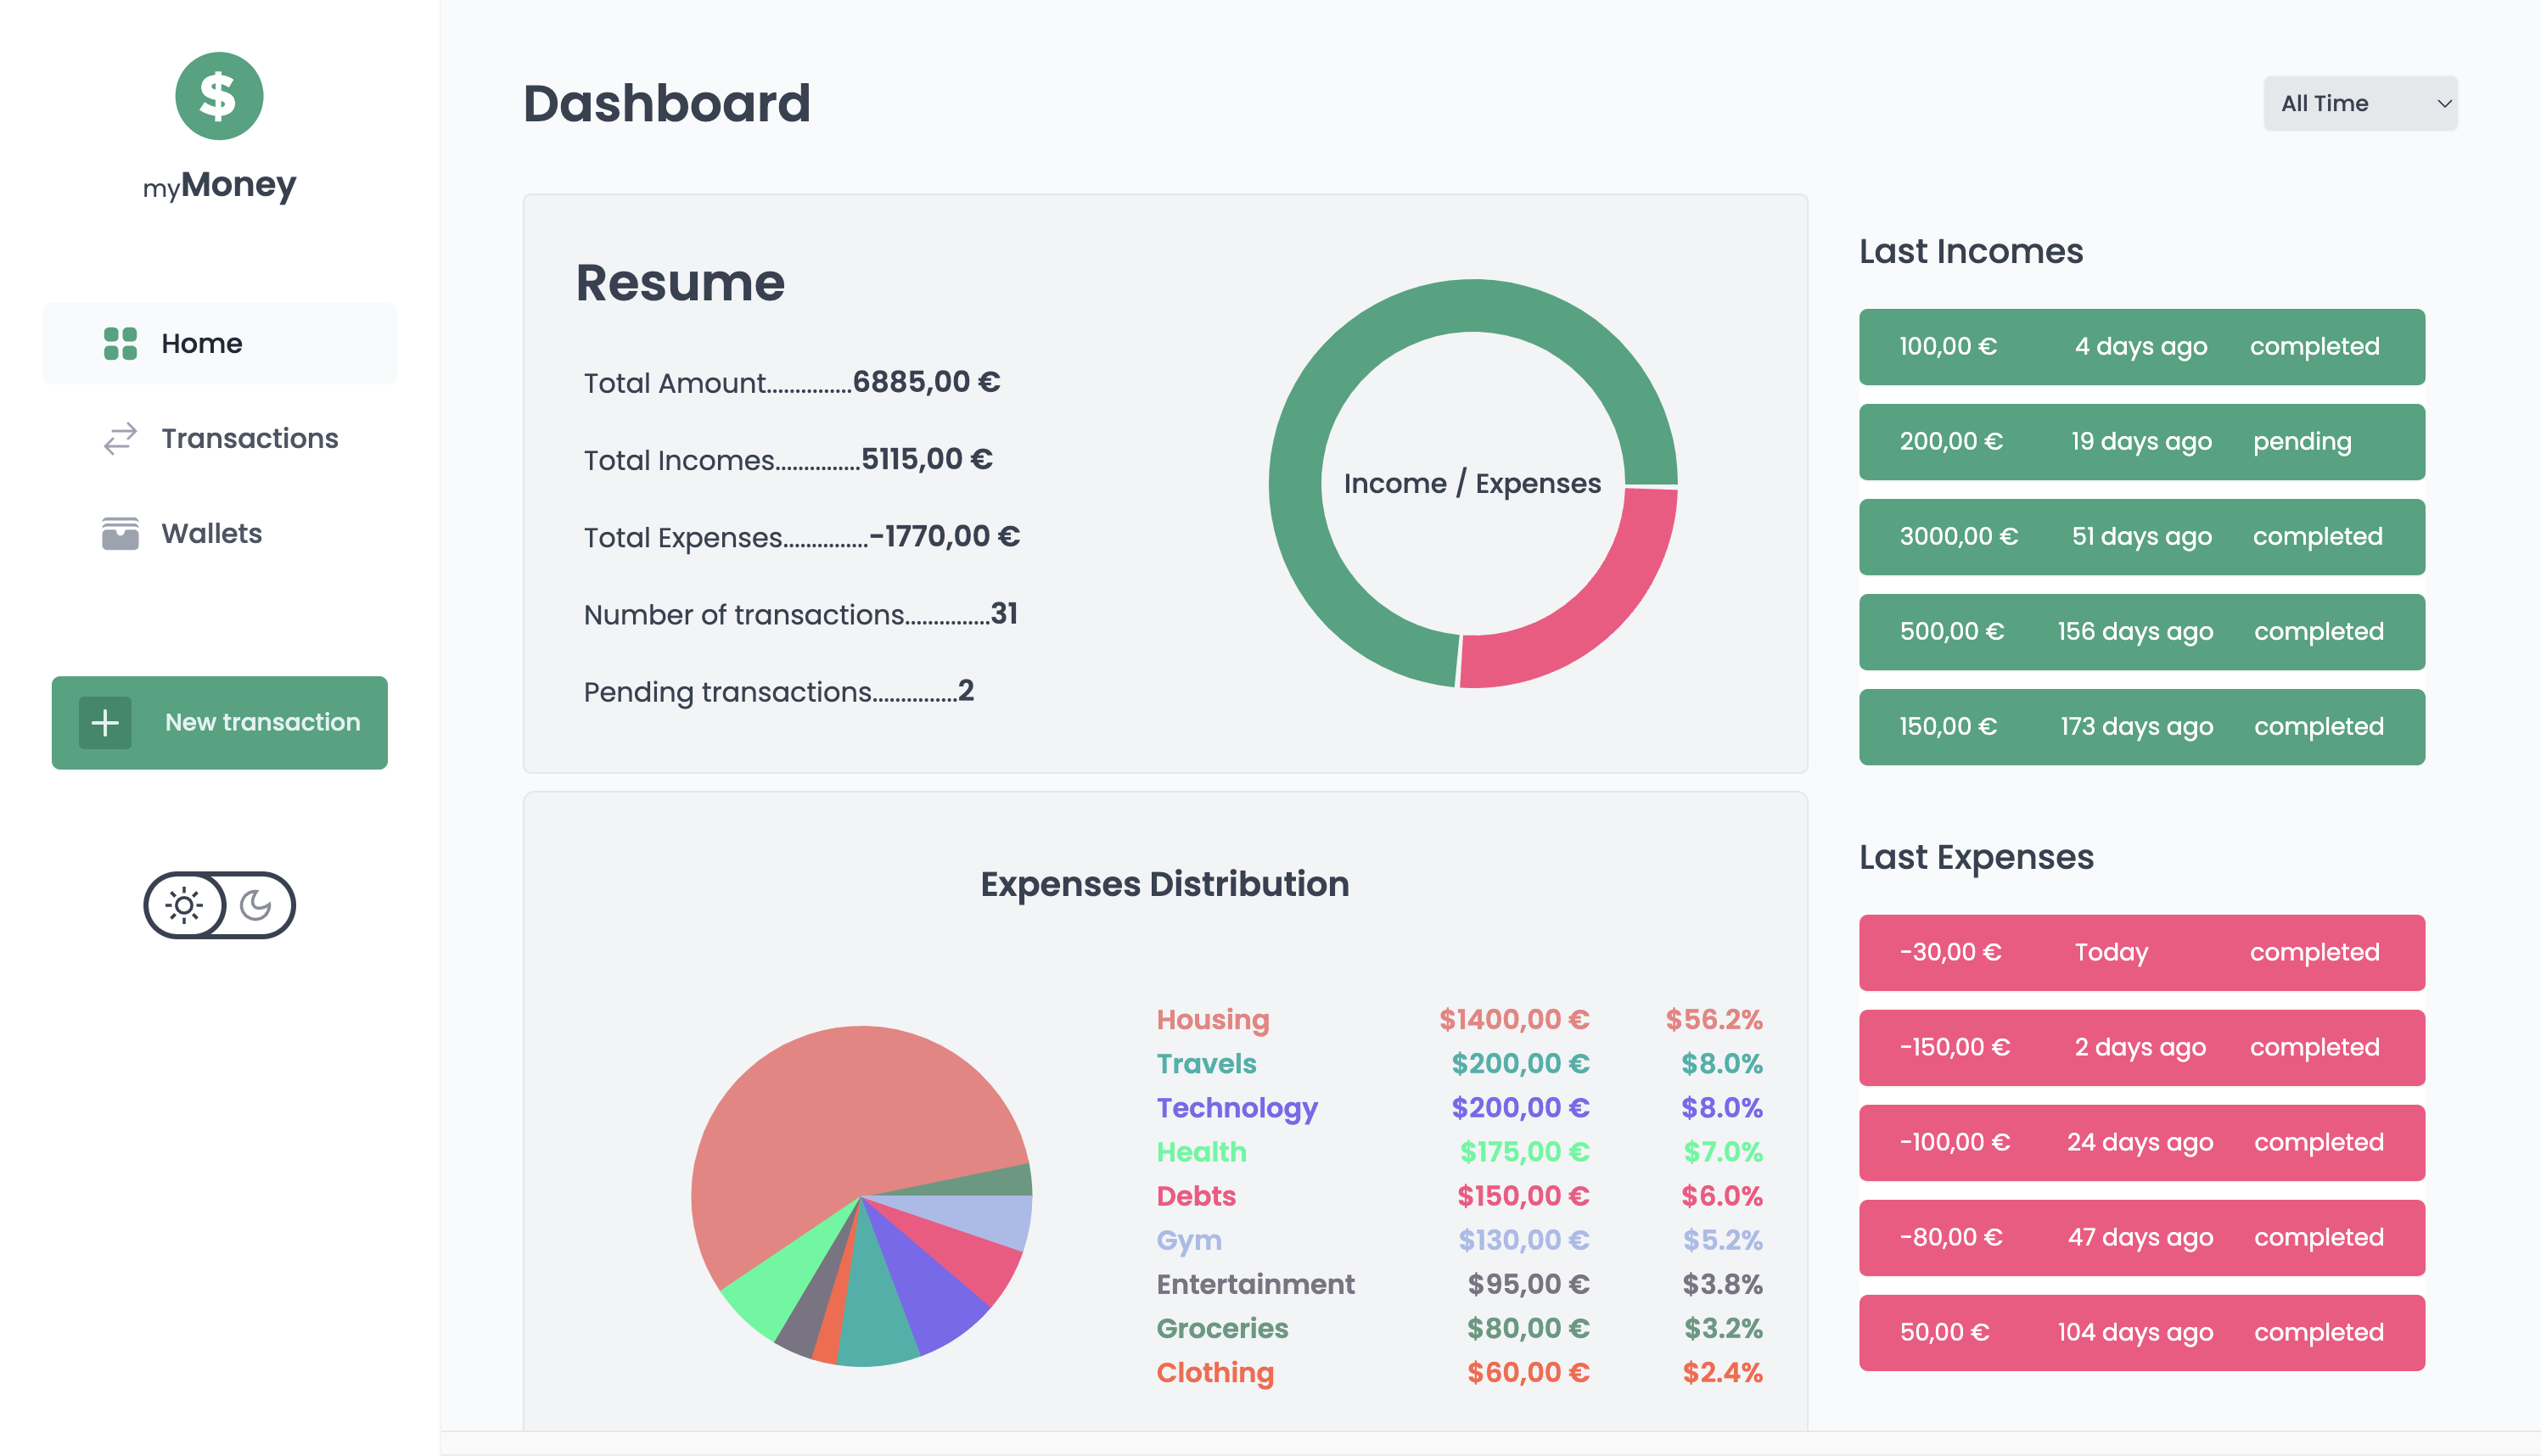 $
myMoney
Home
Transactions
Wallets
New transaction
Dashboard
All Time
Resume
Total Amount...............6885,00 €
Total Incomes...............5115,00 €
Total Expenses...............-1770,00 €
Number of transactions...............31
Pending transactions...............2
Income / Expenses
Expenses Distribution
Housing $1400,00 € $56.2%
Travels $200,00 € $8.0%
Technology $200,00 € $8.0%
Health $175,00 € $7.0%
Debts $150,00 € $6.0%
Gym $130,00 € $5.2%
Entertainment $95,00 € $3.8%
Groceries $80,00 € $3.2%
Clothing $60,00 € $2.4%
Last Incomes
100,00 € 4 days ago completed
200,00 € 19 days ago pending
3000,00 € 51 days ago completed
500,00 € 156 days ago completed
150,00 € 173 days ago completed
Last Expenses
-30,00 € Today completed
-150,00 € 2 days ago completed
-100,00 € 24 days ago completed
-80,00 € 47 days ago completed
50,00 € 104 days ago completed